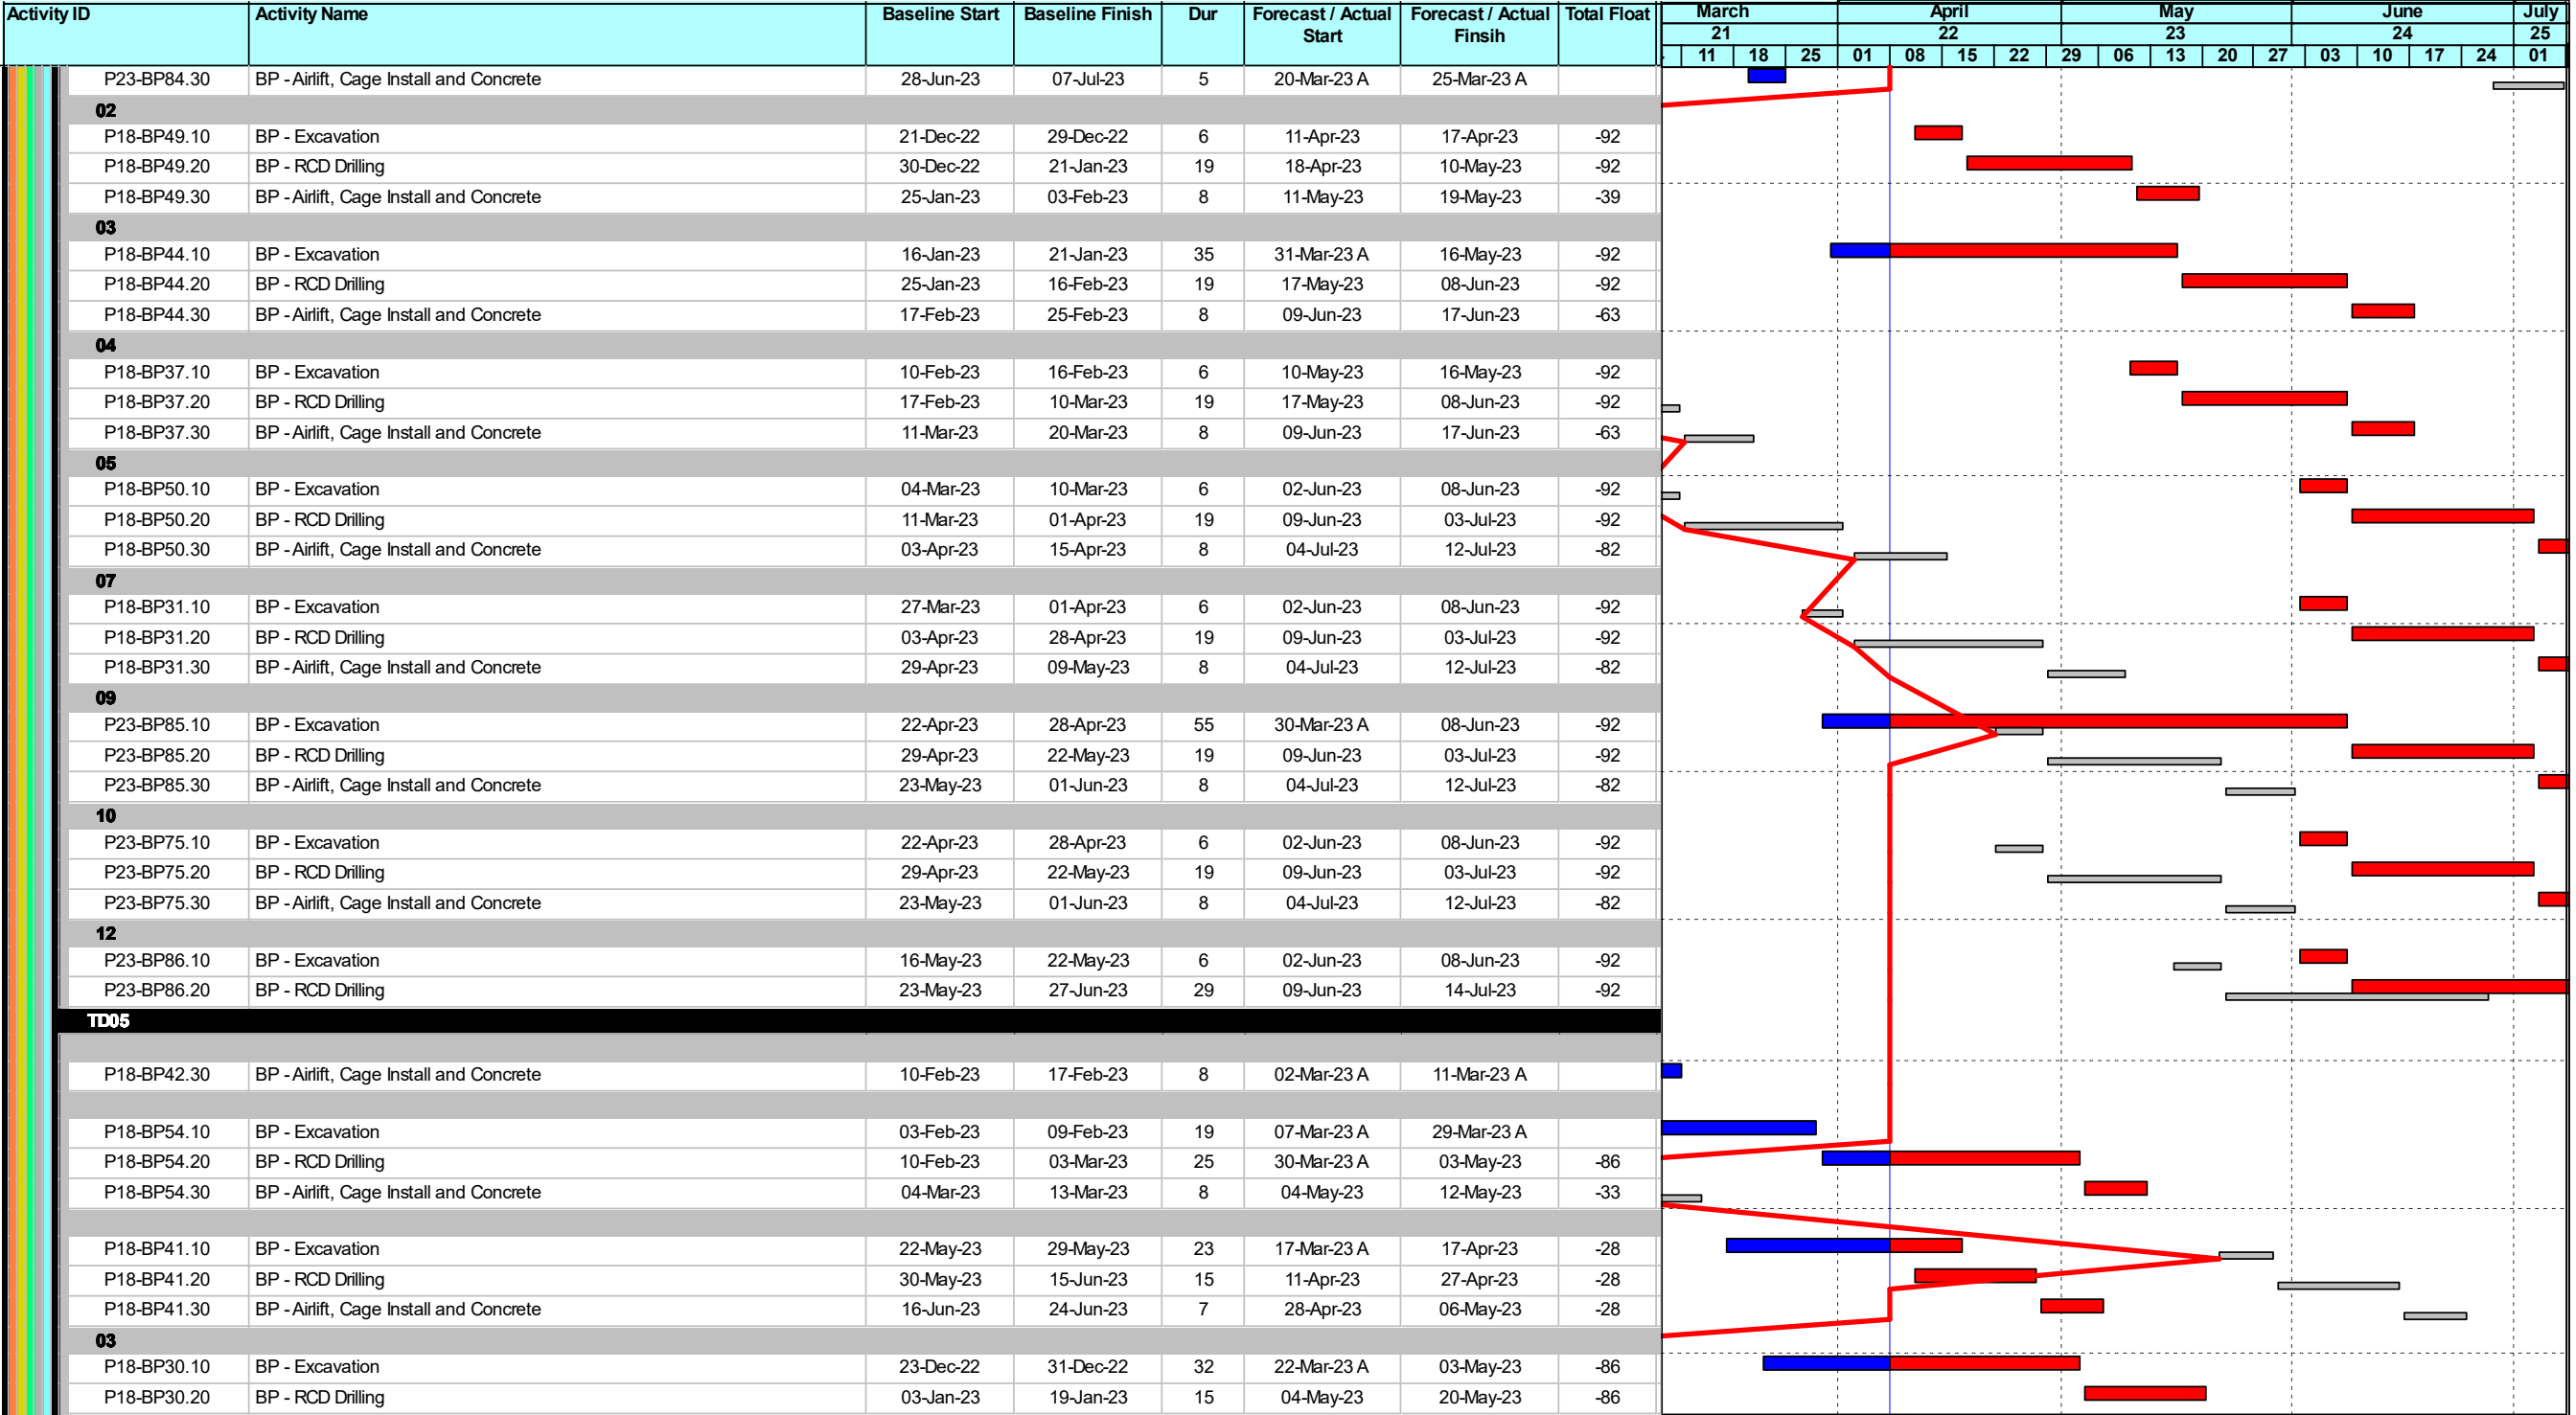 Activity ID Activity Name Baseline Start Baseline Finish Dur Forecast / Actual Start Forecast / Actual Finsih Total Float March April May June July
21 22 23 24 25
11 18 25 01 08 15 22 29 06 13 20 27 03 10 17 24 01
P23-BP84.30 BP - Airlift, Cage Install and Concrete 28-Jun-23 07-Jul-23 5 20-Mar-23 A 25-Mar-23 A
02
P18-BP49.10 BP - Excavation 21-Dec-22 29-Dec-22 6 11-Apr-23 17-Apr-23 -92
P18-BP49.20 BP - RCD Drilling 30-Dec-22 21-Jan-23 19 18-Apr-23 10-May-23 -92
P18-BP49.30 BP - Airlift, Cage Install and Concrete 25-Jan-23 03-Feb-23 8 11-May-23 19-May-23 -39
03
P18-BP44.10 BP - Excavation 16-Jan-23 21-Jan-23 35 31-Mar-23 A 16-May-23 -92
P18-BP44.20 BP - RCD Drilling 25-Jan-23 16-Feb-23 19 17-May-23 08-Jun-23 -92
P18-BP44.30 BP - Airlift, Cage Install and Concrete 17-Feb-23 25-Feb-23 8 09-Jun-23 17-Jun-23 -63
04
P18-BP37.10 BP - Excavation 10-Feb-23 16-Feb-23 6 10-May-23 16-May-23 -92
P18-BP37.20 BP - RCD Drilling 17-Feb-23 10-Mar-23 19 17-May-23 08-Jun-23 -92
P18-BP37.30 BP - Airlift, Cage Install and Concrete 11-Mar-23 20-Mar-23 8 09-Jun-23 17-Jun-23 -63
05
P18-BP50.10 BP - Excavation 04-Mar-23 10-Mar-23 6 02-Jun-23 08-Jun-23 -92
P18-BP50.20 BP - RCD Drilling 11-Mar-23 01-Apr-23 19 09-Jun-23 03-Jul-23 -92
P18-BP50.30 BP - Airlift, Cage Install and Concrete 03-Apr-23 15-Apr-23 8 04-Jul-23 12-Jul-23 -82
07
P18-BP31.10 BP - Excavation 27-Mar-23 01-Apr-23 6 02-Jun-23 08-Jun-23 -92
P18-BP31.20 BP - RCD Drilling 03-Apr-23 28-Apr-23 19 09-Jun-23 03-Jul-23 -92
P18-BP31.30 BP - Airlift, Cage Install and Concrete 29-Apr-23 09-May-23 8 04-Jul-23 12-Jul-23 -82
09
P23-BP85.10 BP - Excavation 22-Apr-23 28-Apr-23 55 30-Mar-23 A 08-Jun-23 -92
P23-BP85.20 BP - RCD Drilling 29-Apr-23 22-May-23 19 09-Jun-23 03-Jul-23 -92
P23-BP85.30 BP - Airlift, Cage Install and Concrete 23-May-23 01-Jun-23 8 04-Jul-23 12-Jul-23 -82
10
P23-BP75.10 BP - Excavation 22-Apr-23 28-Apr-23 6 02-Jun-23 08-Jun-23 -92
P23-BP75.20 BP - RCD Drilling 29-Apr-23 22-May-23 19 09-Jun-23 03-Jul-23 -92
P23-BP75.30 BP - Airlift, Cage Install and Concrete 23-May-23 01-Jun-23 8 04-Jul-23 12-Jul-23 -82
12
P23-BP86.10 BP - Excavation 16-May-23 22-May-23 6 02-Jun-23 08-Jun-23 -92
P23-BP86.20 BP - RCD Drilling 23-May-23 27-Jun-23 29 09-Jun-23 14-Jul-23 -92
TD05
P18-BP42.30 BP - Airlift, Cage Install and Concrete 10-Feb-23 17-Feb-23 8 02-Mar-23 A 11-Mar-23 A
P18-BP54.10 BP - Excavation 03-Feb-23 09-Feb-23 19 07-Mar-23 A 29-Mar-23 A
P18-BP54.20 BP - RCD Drilling 10-Feb-23 03-Mar-23 25 30-Mar-23 A 03-May-23 -86
P18-BP54.30 BP - Airlift, Cage Install and Concrete 04-Mar-23 13-Mar-23 8 04-May-23 12-May-23 -33
P18-BP41.10 BP - Excavation 22-May-23 29-May-23 23 17-Mar-23 A 17-Apr-23 -28
P18-BP41.20 BP - RCD Drilling 30-May-23 15-Jun-23 15 11-Apr-23 27-Apr-23 -28
P18-BP41.30 BP - Airlift, Cage Install and Concrete 16-Jun-23 24-Jun-23 7 28-Apr-23 06-May-23 -28
03
P18-BP30.10 BP - Excavation 23-Dec-22 31-Dec-22 32 22-Mar-23 A 03-May-23 -86
P18-BP30.20 BP - RCD Drilling 03-Jan-23 19-Jan-23 15 04-May-23 20-May-23 -86